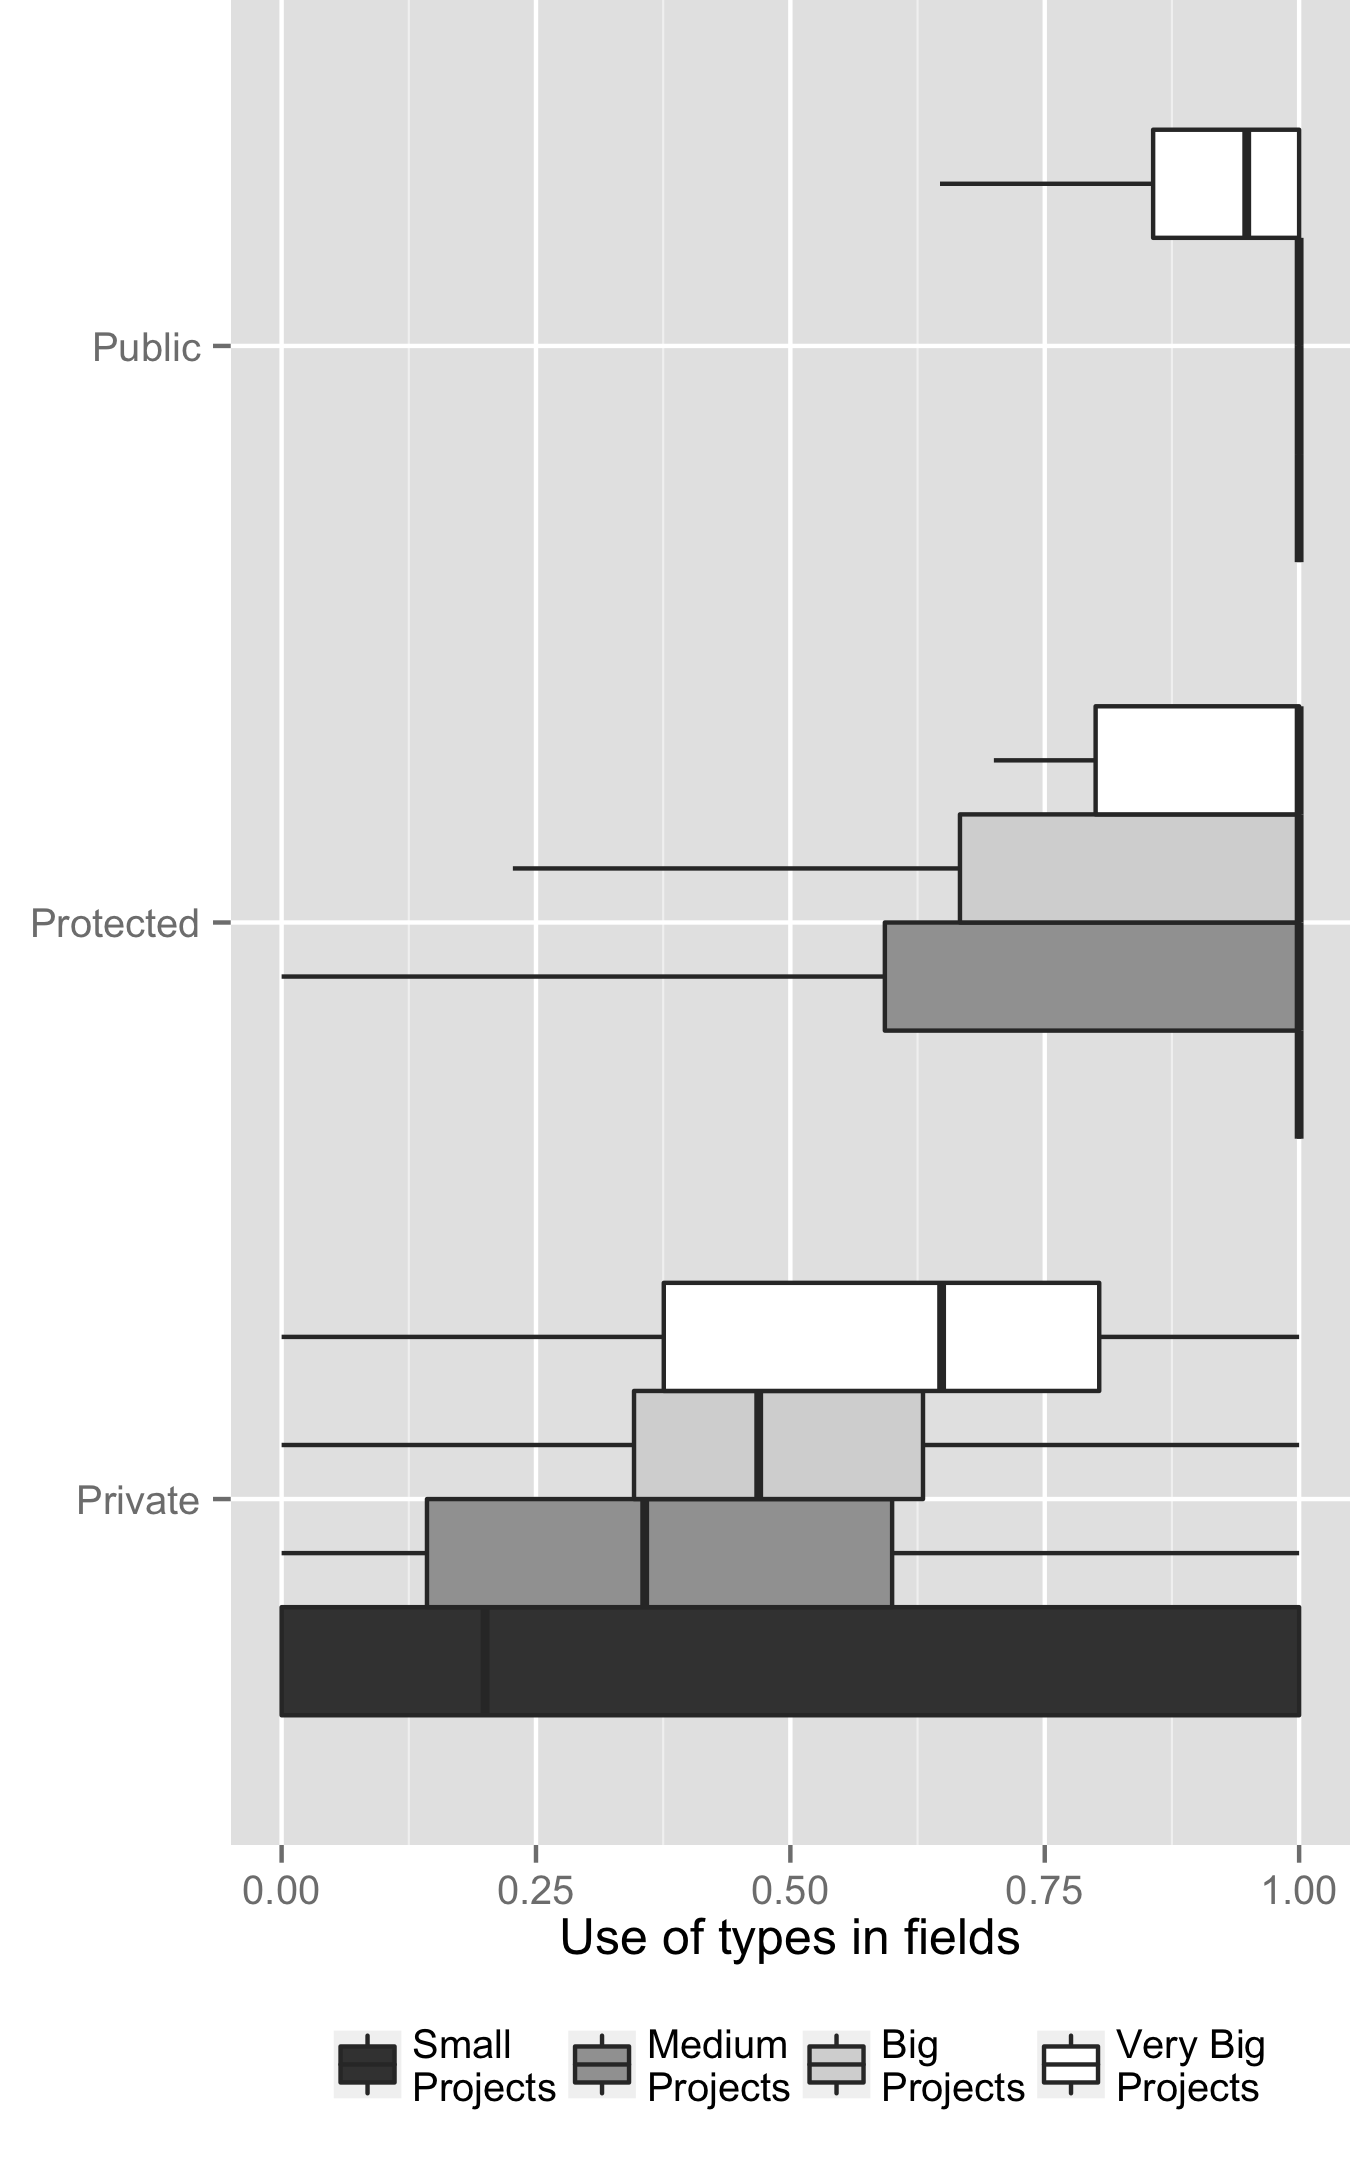 Public
Protected
Private
0.00 0.25 0.50 0.75 1.00
Use of types in fields
Small Projects
Medium Projects
Big Projects
Very Big Projects